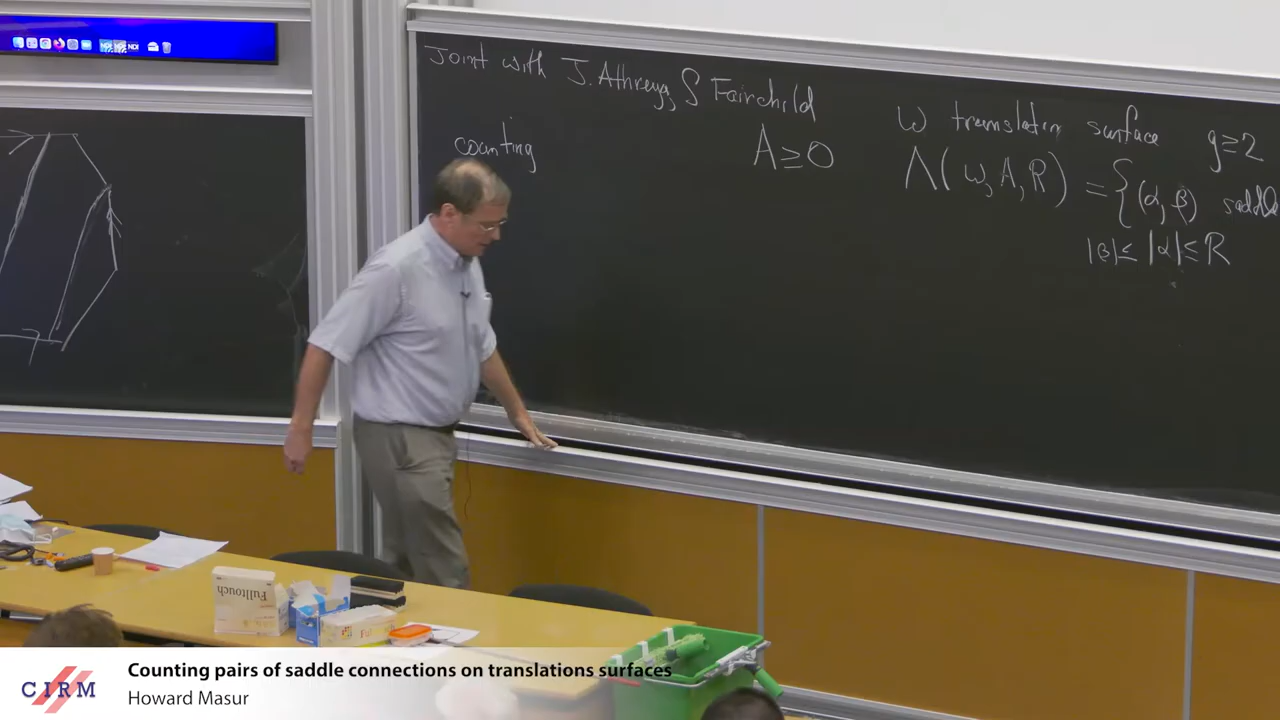 Joint with J. Athreya, S Fairchild
counting
A ≥ 0
ω translation surface g ≥ 2
Λ(ω, A, R) = { (α, β) saddle
|β| ≤ |α| ≤ R
Fulltouch
Counting pairs of saddle connections on translations surfaces
Howard Masur
CIRM